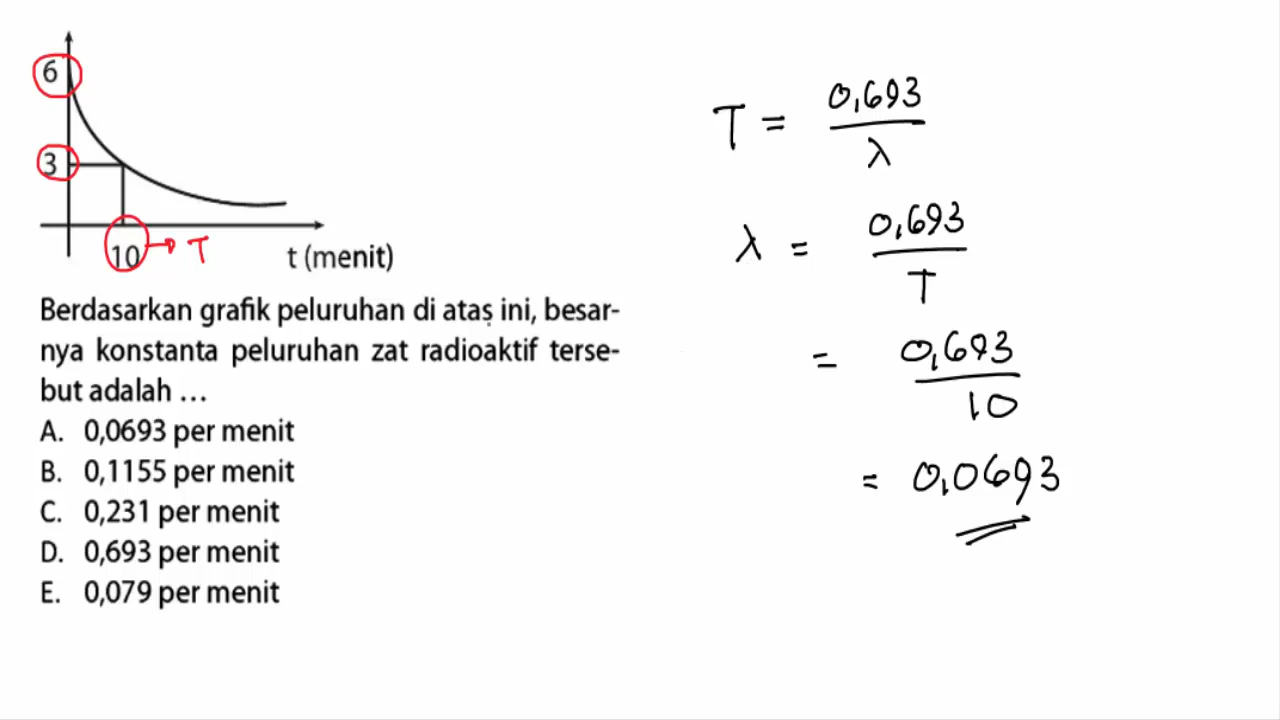 6
3
10 → T
t (menit)
Berdasarkan grafik peluruhan di atas ini, besar-
nya konstanta peluruhan zat radioaktif terse-
but adalah ...
A. 0,0693 per menit
B. 0,1155 per menit
C. 0,231 per menit
D. 0,693 per menit
E. 0,079 per menit
T = 0,693
λ
λ = 0,693
T
= 0,693
10
= 0,0693